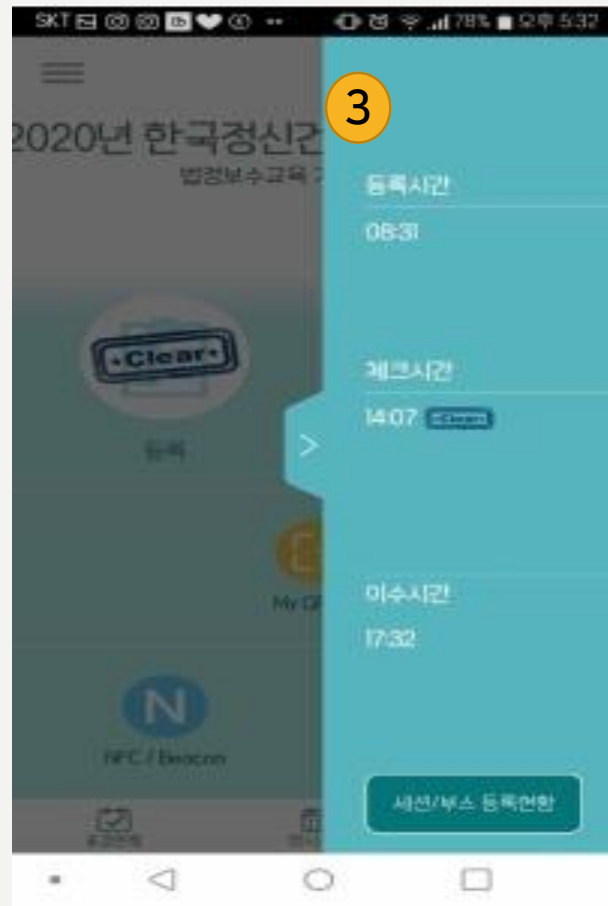 SKT 78% 오후 5:32
3
2020년 한국정신간
법정보수교육
등록시간
08:31
Clear
체크시간
14:07 Clear
등록
>
My QR
이수시간
17:32
N
NFC / Beacon
세션/부스 등록현황